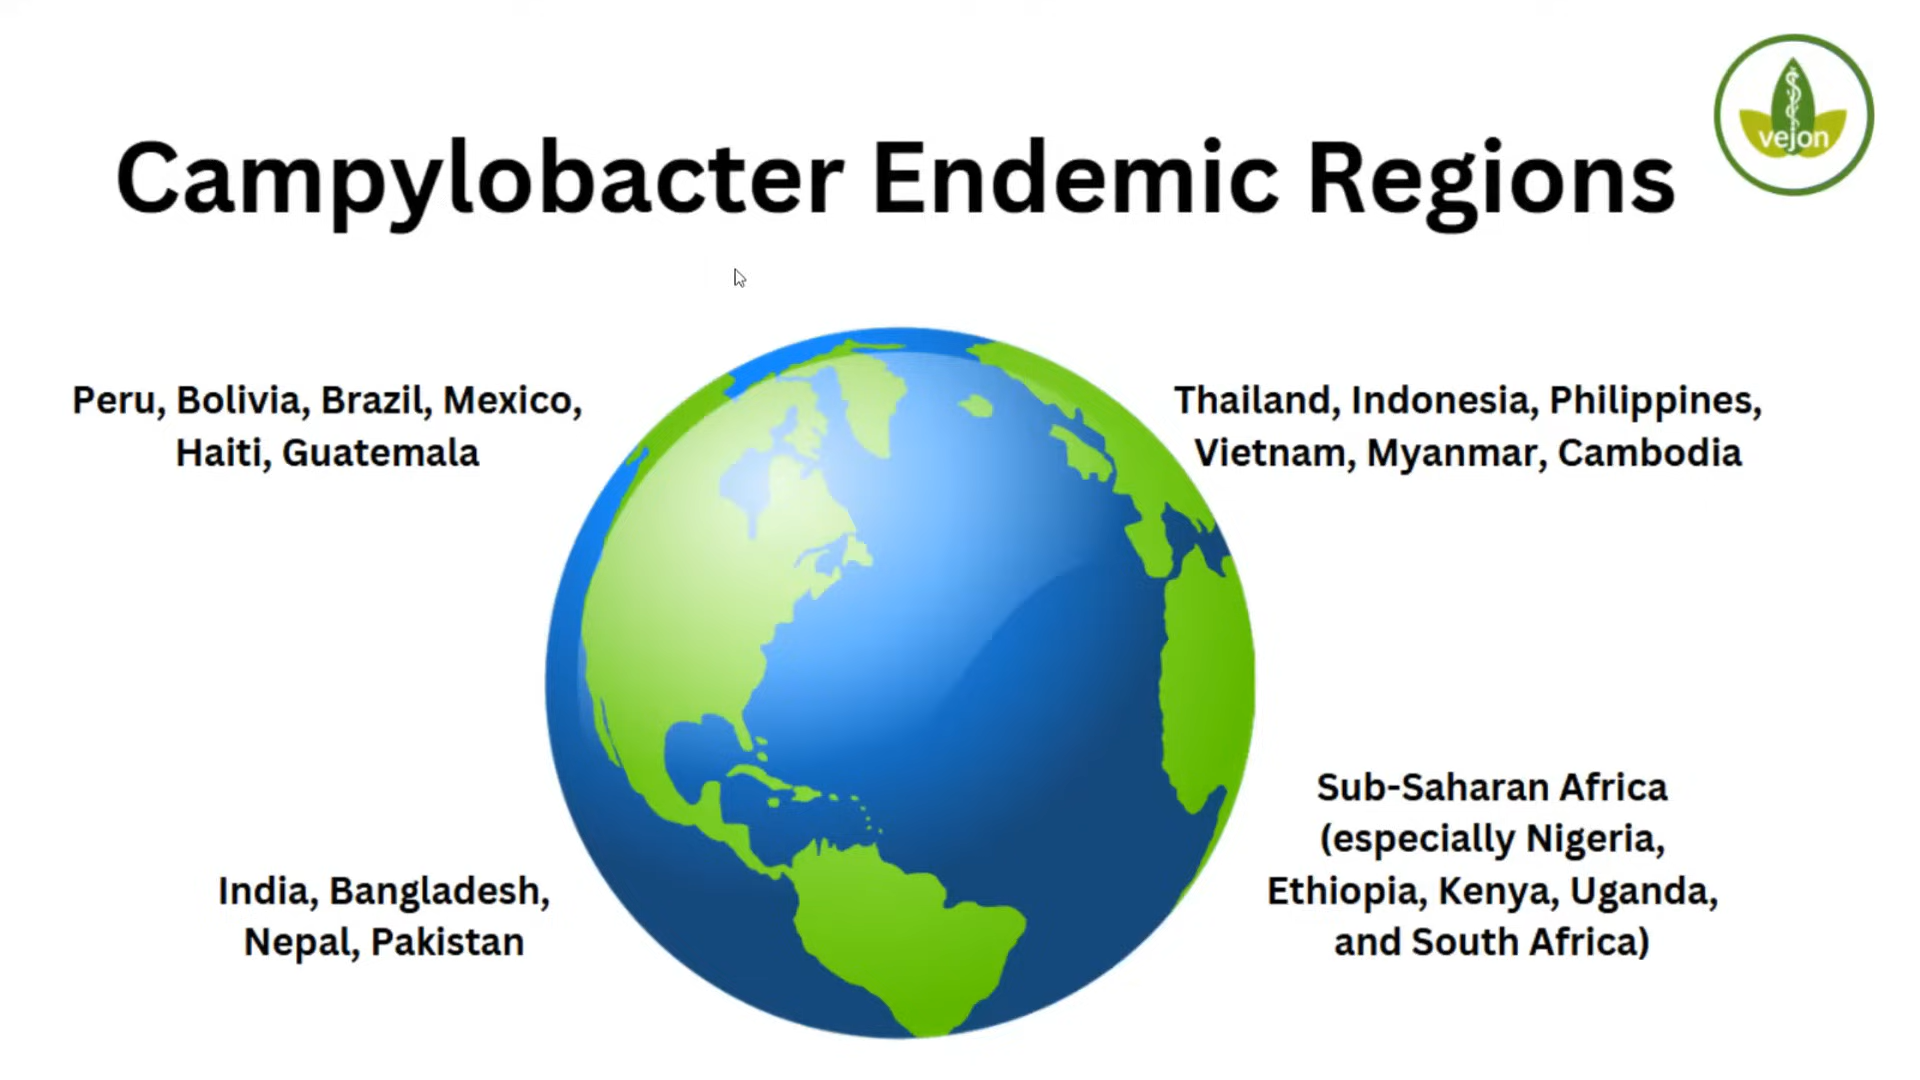 vejon
Campylobacter Endemic Regions
Peru, Bolivia, Brazil, Mexico,
Haiti, Guatemala
Thailand, Indonesia, Philippines,
Vietnam, Myanmar, Cambodia
India, Bangladesh,
Nepal, Pakistan
Sub-Saharan Africa
(especially Nigeria,
Ethiopia, Kenya, Uganda,
and South Africa)